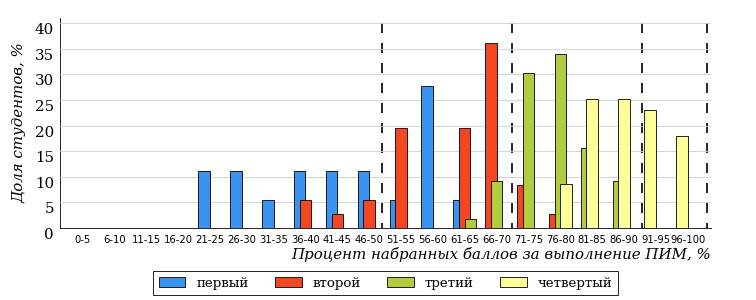 40
35
30
25
20
15
10
5
0
Доля студентов, %
0-5 6-10 11-15 16-20 21-25 26-30 31-35 36-40 41-45 46-50 51-55 56-60 61-65 66-70 71-75 76-80 81-85 86-90 91-95 96-100
Процент набранных баллов за выполнение ПИМ, %
первый второй третий четвертый